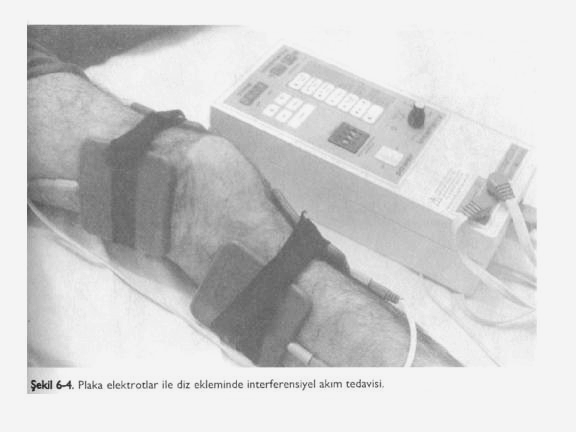 Şekil 6-4. Plaka elektrotlar ile diz ekleminde interferensiyel akım tedavisi.